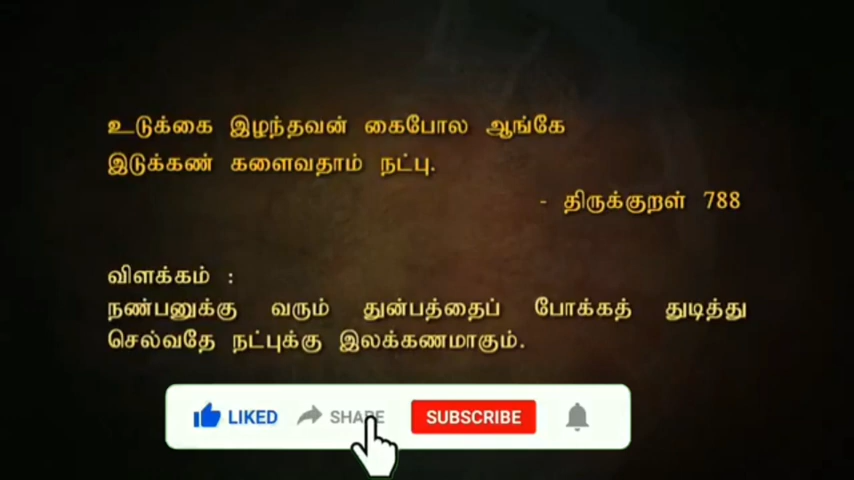 உடுக்கை இழந்தவன் கைபோல ஆங்கே
இடுக்கண் களைவதாம் நட்பு.
- திருக்குறள் 788
விளக்கம் :
நண்பனுக்கு வரும் துன்பத்தைப் போக்கத் துடித்து
செல்வதே நட்புக்கு இலக்கணமாகும்.
LIKED SHARE SUBSCRIBE